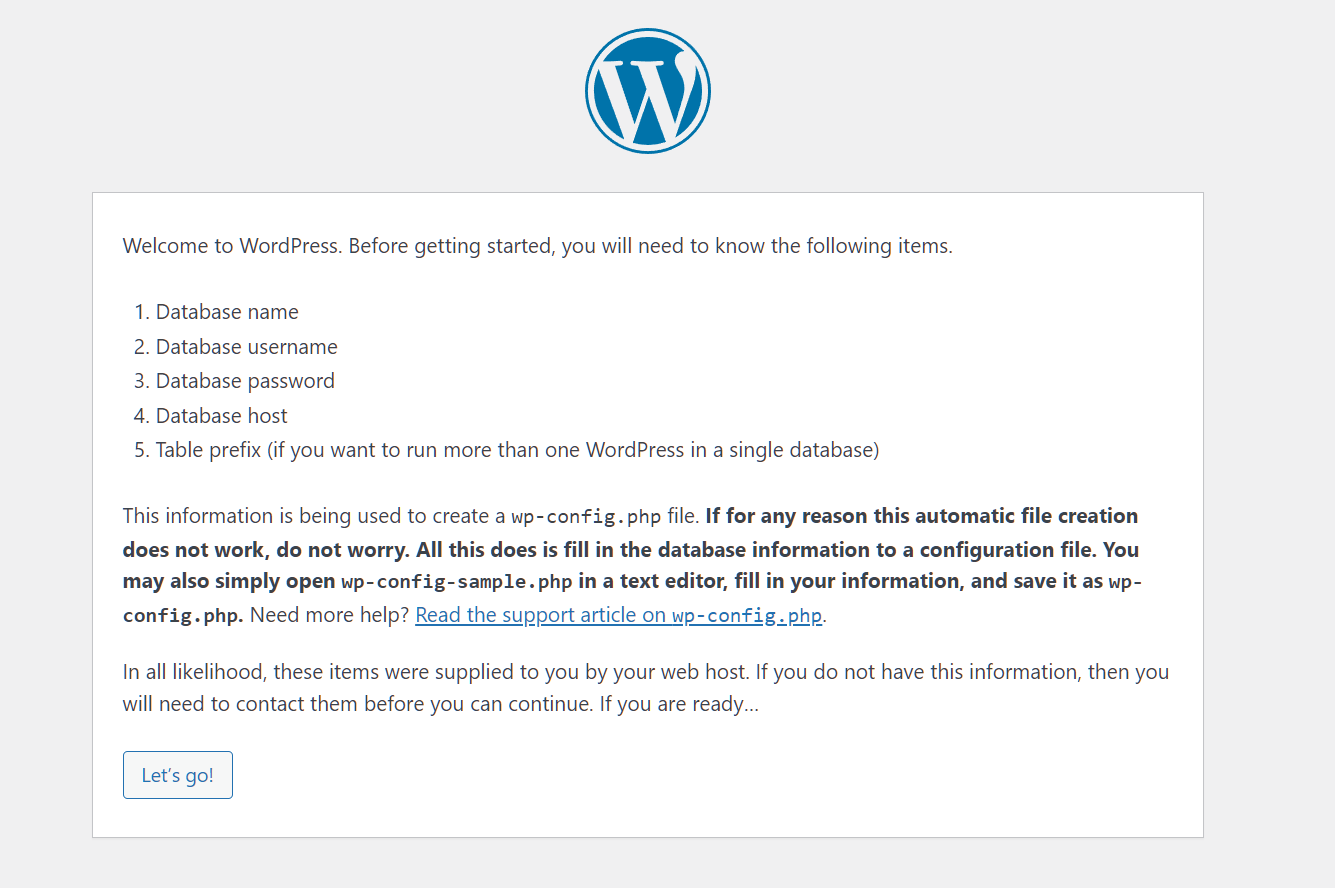 Welcome to WordPress. Before getting started, you will need to know the following items.
1. Database name
2. Database username
3. Database password
4. Database host
5. Table prefix (if you want to run more than one WordPress in a single database)
This information is being used to create a wp-config.php file. If for any reason this automatic file creation
does not work, do not worry. All this does is fill in the database information to a configuration file. You
may also simply open wp-config-sample.php in a text editor, fill in your information, and save it as wp-
config.php. Need more help? Read the support article on wp-config.php.
In all likelihood, these items were supplied to you by your web host. If you do not have this information, then you
will need to contact them before you can continue. If you are ready…
Let’s go!